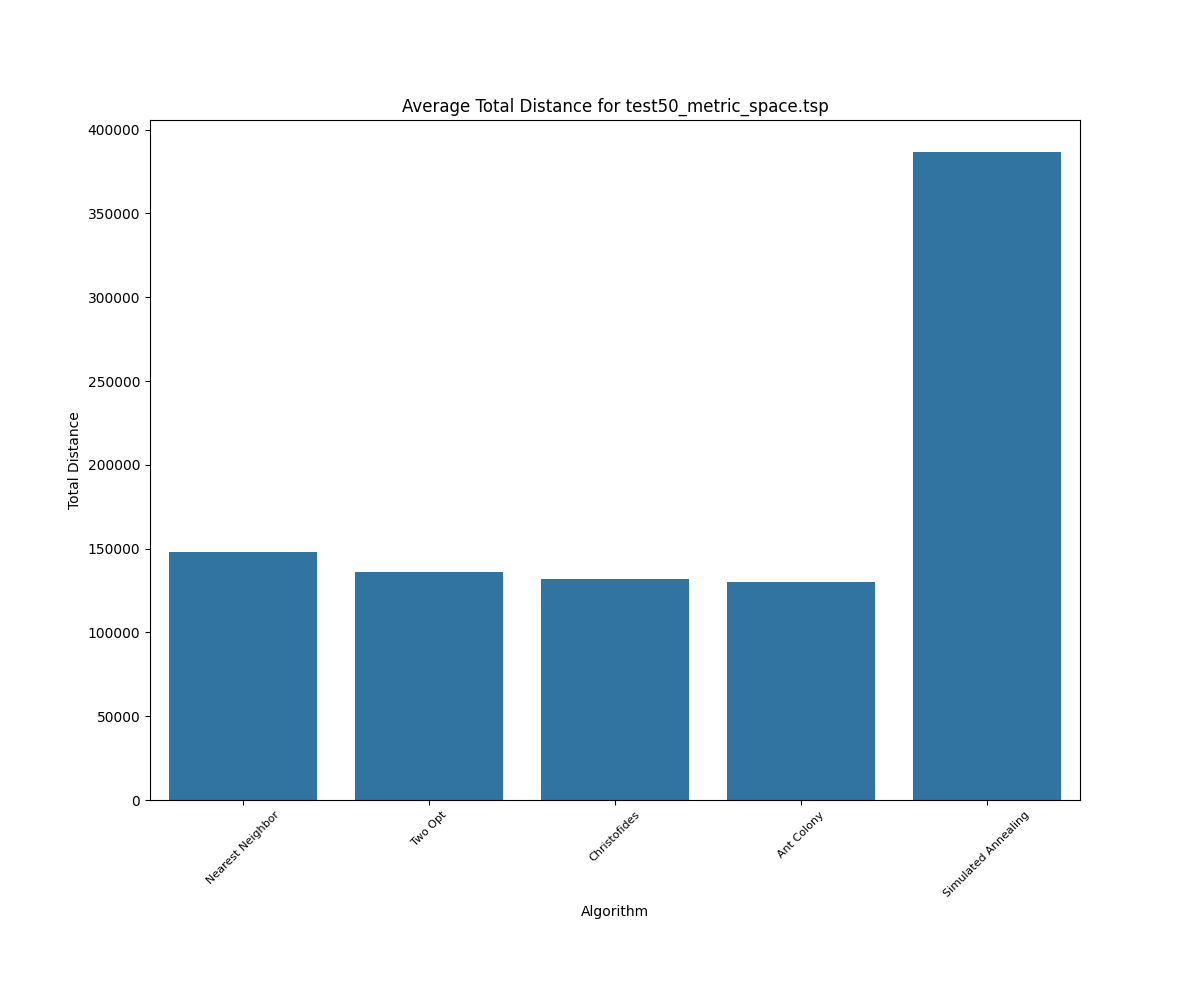 Average Total Distance for test50_metric_space.tsp
Total Distance
400000
350000
300000
250000
200000
150000
100000
50000
0
Nearest Neighbor
Two Opt
Christofides
Ant Colony
Simulated Annealing
Algorithm